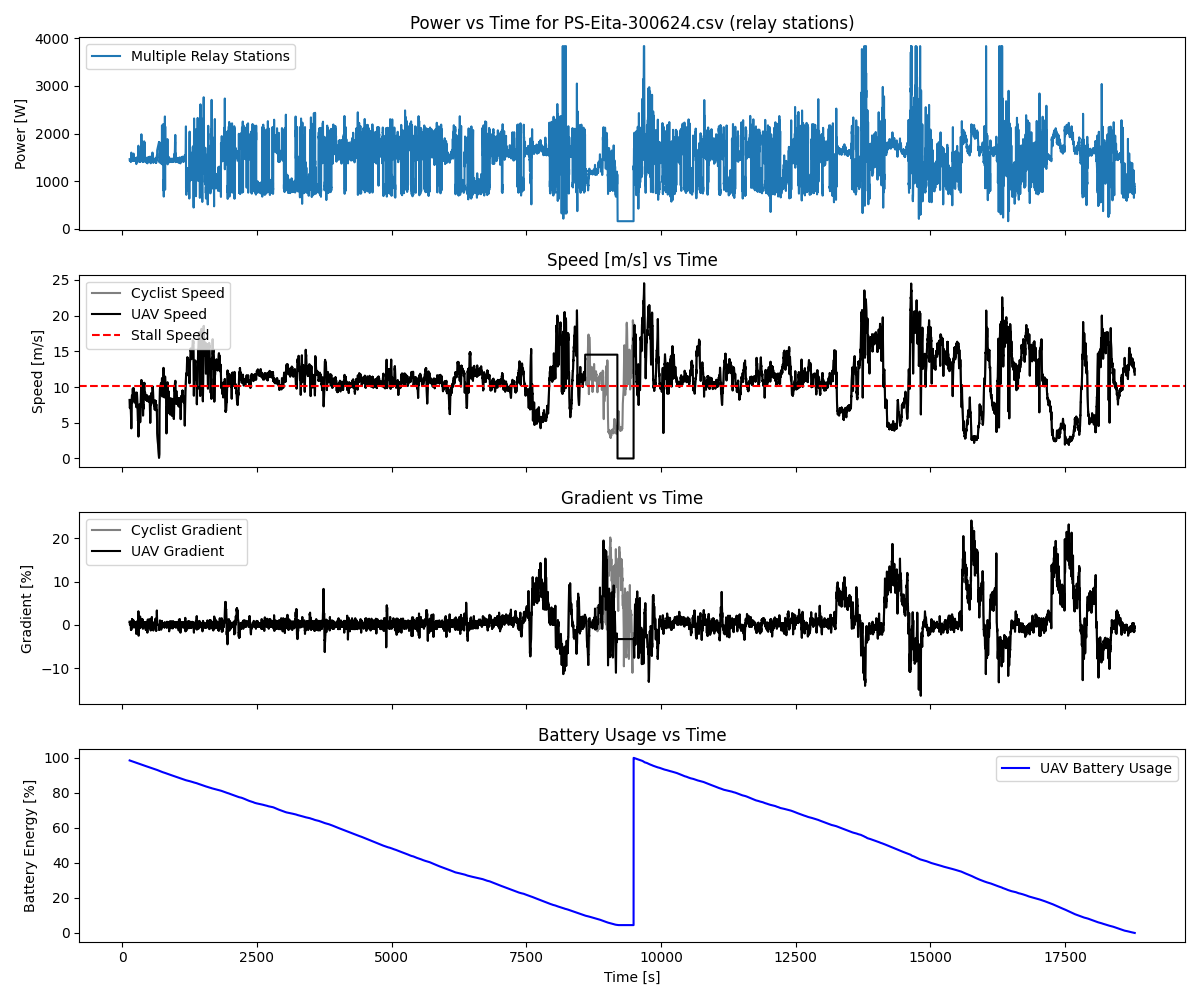 Power vs Time for PS-Eita-300624.csv (relay stations)
Power [W]
4000
3000
2000
1000
0
Multiple Relay Stations
Speed [m/s] vs Time
Speed [m/s]
25
20
15
10
5
0
Cyclist Speed
UAV Speed
Stall Speed
Gradient vs Time
Gradient [%]
20
10
0
−10
Cyclist Gradient
UAV Gradient
Battery Usage vs Time
Battery Energy [%]
100
80
60
40
20
0
UAV Battery Usage
0 2500 5000 7500 10000 12500 15000 17500
Time [s]